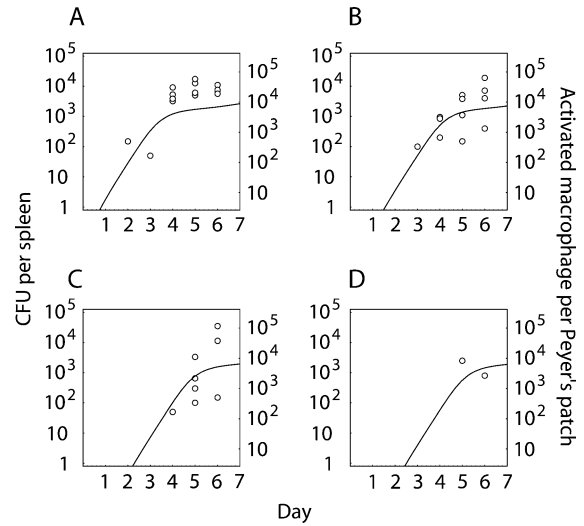 A
B
10^5 10^5 10^5 10^5
10^4 10^4 10^4 10^4
10^3 10^3 10^3 10^3
10^2 10^2 10^2 10^2
10 10 10 10
1 1
1 2 3 4 5 6 7 1 2 3 4 5 6 7
CFU per spleen
Activated macrophage per Peyer's patch
C
D
10^5 10^5 10^5 10^5
10^4 10^4 10^4 10^4
10^3 10^3 10^3 10^3
10^2 10^2 10^2 10^2
10 10 10 10
1 1
1 2 3 4 5 6 7 1 2 3 4 5 6 7
Day